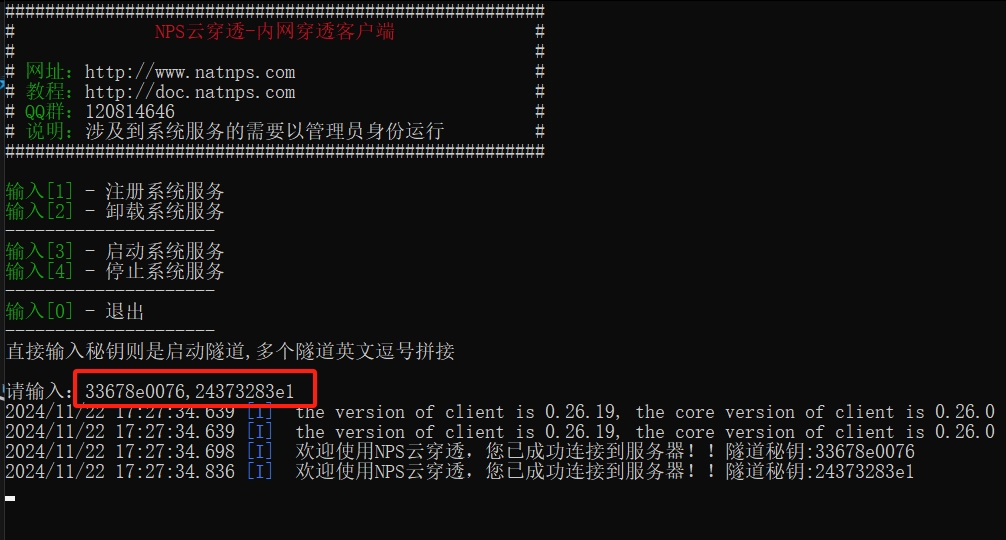 ######################################################
# NPS云穿透-内网穿透客户端 #
# #
# 网址: http://www.natnps.com #
# 教程: http://doc.natnps.com #
# QQ群: 120814646 #
# 说明: 涉及到系统服务的需要以管理员身份运行 #
######################################################
输入[1] - 注册系统服务
输入[2] - 卸载系统服务
---------------------
输入[3] - 启动系统服务
输入[4] - 停止系统服务
---------------------
输入[0] - 退出
---------------------
直接输入秘钥则是启动隧道,多个隧道英文逗号拼接
请输入: 33678e0076,24373283e1
2024/11/22 17:27:34.639 [I] the version of client is 0.26.19, the core version of client is 0.26.0
2024/11/22 17:27:34.639 [I] the version of client is 0.26.19, the core version of client is 0.26.0
2024/11/22 17:27:34.698 [I] 欢迎使用NPS云穿透，您已成功连接到服务器！！隧道秘钥:33678e0076
2024/11/22 17:27:34.836 [I] 欢迎使用NPS云穿透，您已成功连接到服务器！！隧道秘钥:24373283e1